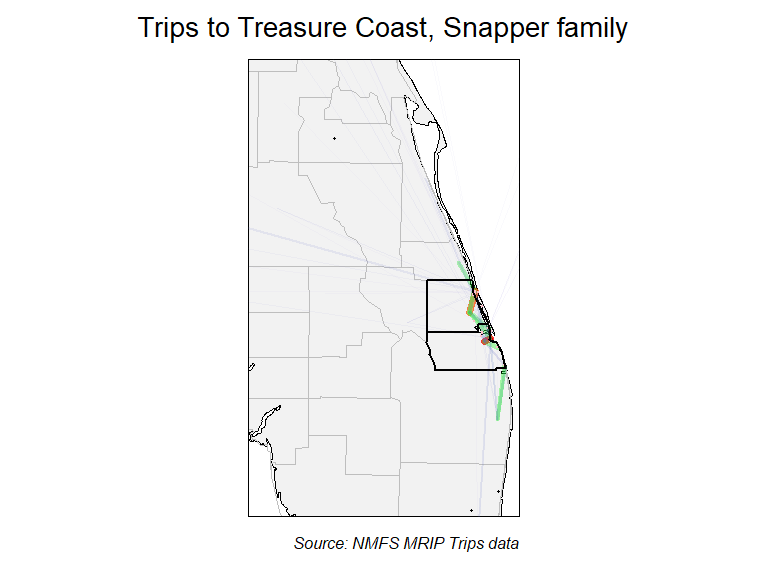 Trips to Treasure Coast, Snapper family
Source: NMFS MRIP Trips data